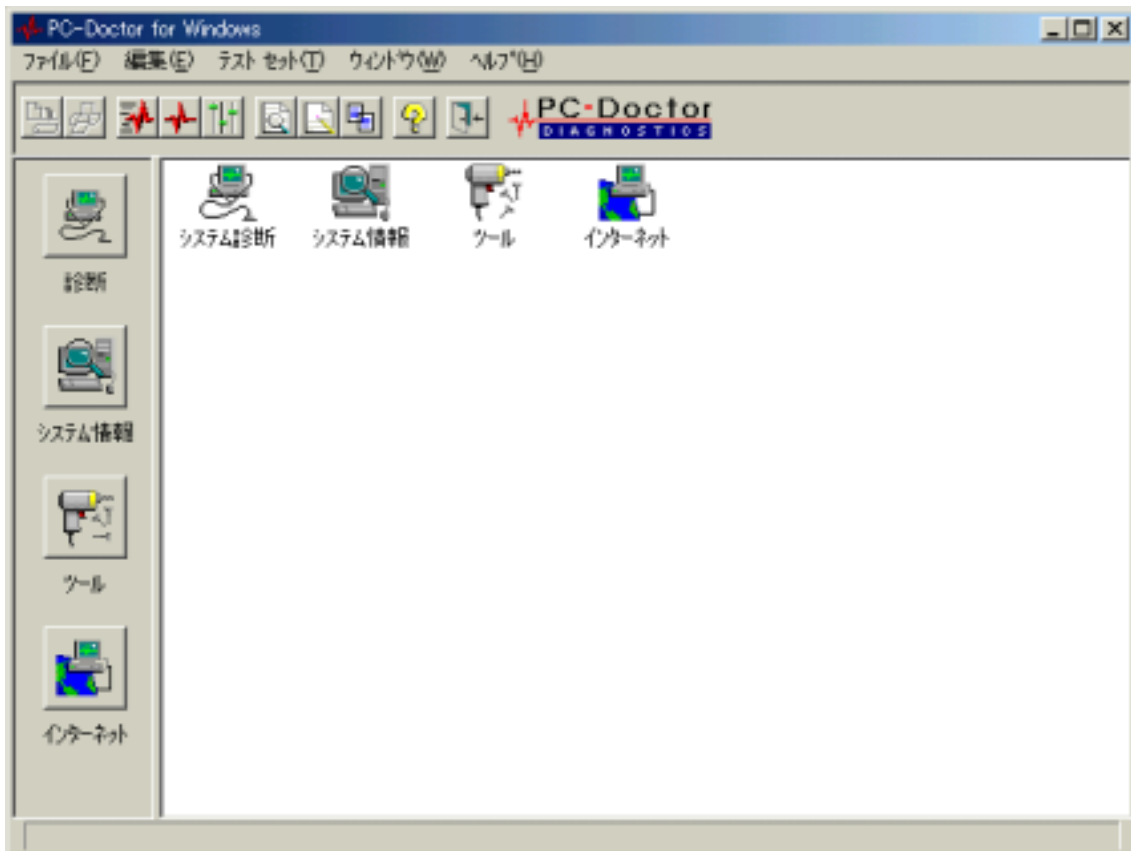 PC-Doctor for Windows
ファイル(F) 編集(E) テスト セット(T) ウィンドウ(W) ヘルプ(H)
PC-Doctor
DIAGNOSTICS
システム診断 システム情報 ツール インターネット
診断
システム情報
ツール
インターネット